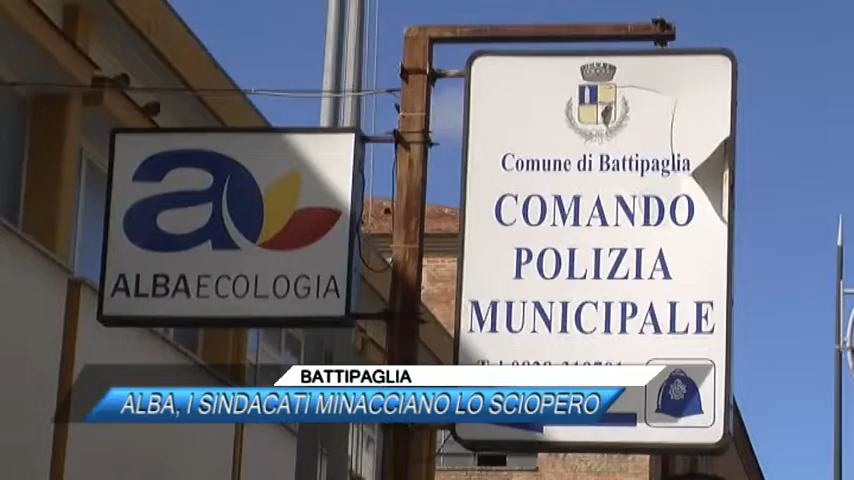 a
ALBAECOLOGIA
Comune di Battipaglia
COMANDO
POLIZIA
MUNICIPALE
BATTIPAGLIA
ALBA, I SINDACATI MINACCIANO LO SCIOPERO